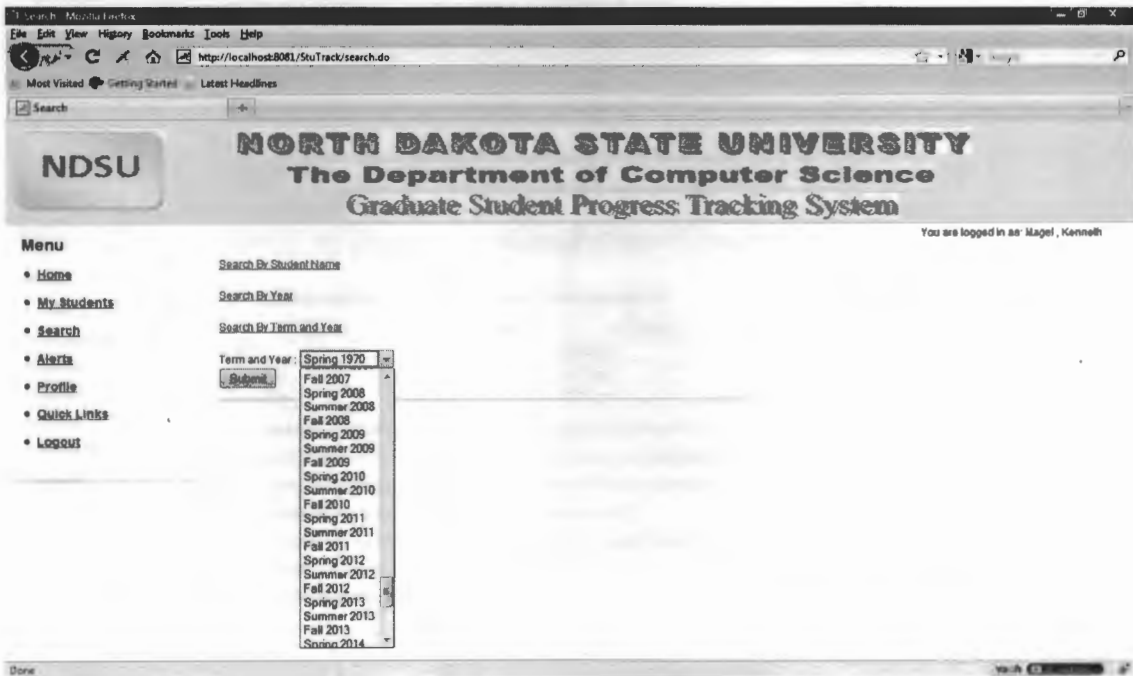 Search - Mozilla Firefox
File Edit View History Bookmarks Tools Help
http://localhost:8081/StuTrack/search.do
Most Visited Getting Started Latest Headlines
Search
NDSU
NORTH DAKOTA STATE UNIVERSITY
The Department of Computer Science
Graduate Student Progress Tracking System
You are logged in as: Magel , Kenneth
Menu
Home
My Students
Search
Alerts
Profile
Quick Links
Logout
Search By Student Name
Search By Year
Search By Term and Year
Term and Year : Spring 1970
Submit
Fall 2007
Spring 2008
Summer 2008
Fall 2008
Spring 2009
Summer 2009
Fall 2009
Spring 2010
Summer 2010
Fall 2010
Spring 2011
Summer 2011
Fall 2011
Spring 2012
Summer 2012
Fall 2012
Spring 2013
Summer 2013
Fall 2013
Spring 2014
Done